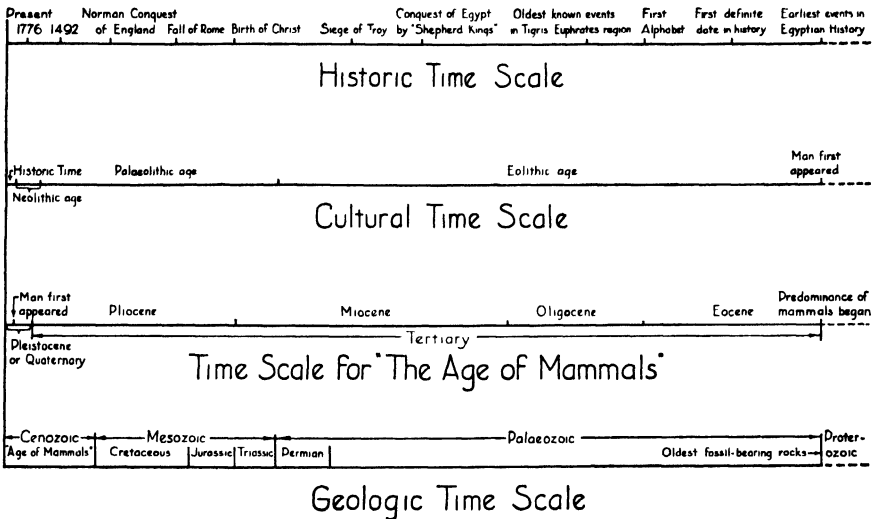 Present Norman Conquest Conquest of Egypt Oldest known events First First definite Earliest events in
1776 1492 of England Fall of Rome Birth of Christ Siege of Troy by "Shepherd Kings" in Tigris Euphrates region Alphabet date in history Egyptian History
Historic Time Scale
Man first
Historic Time Palaeolithic age Eolithic age appeared
Neolithic age
Cultural Time Scale
Man first Predominance of
appeared Pliocene Miocene Oligocene Eocene mammals began
Tertiary
Pleistocene
or Quaternary
Time Scale for "The Age of Mammals"
Cenozoic Mesozoic Palaeozoic Proter-
"Age of Mammals" Cretaceous Jurassic Triassic Permian Oldest fossil-bearing rocks ozoic
Geologic Time Scale